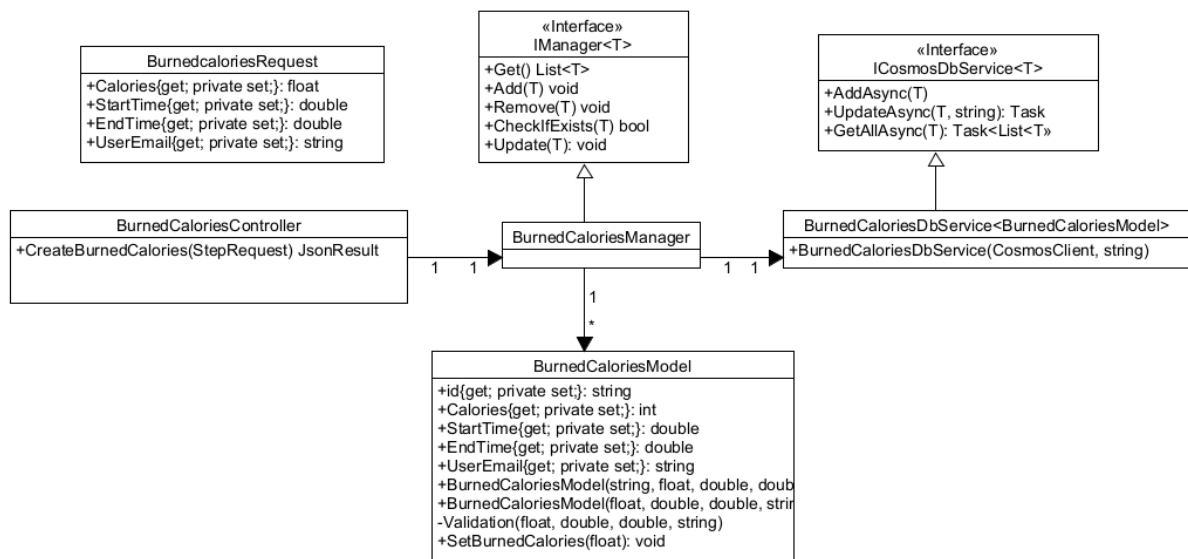 BurnedcaloriesRequest
+Calories{get; private set;}: float
+StartTime{get; private set;}: double
+EndTime{get; private set;}: double
+UserEmail{get; private set;}: string
«Interface»
IManager<T>
+Get() List<T>
+Add(T) void
+Remove(T) void
+CheckIfExists(T) bool
+Update(T): void
«Interface»
ICosmosDbService<T>
+AddAsync(T)
+UpdateAsync(T, string): Task
+GetAllAsync(T): Task<List<T»
BurnedCaloriesController
+CreateBurnedCalories(StepRequest) JsonResult
1 1
BurnedCaloriesManager
1 1
BurnedCaloriesDbService<BurnedCaloriesModel>
+BurnedCaloriesDbService(CosmosClient, string)
1
*
BurnedCaloriesModel
+id{get; private set;}: string
+Calories{get; private set;}: int
+StartTime{get; private set;}: double
+EndTime{get; private set;}: double
+UserEmail{get; private set;}: string
+BurnedCaloriesModel(string, float, double, doub
+BurnedCaloriesModel(float, double, double, strin
-Validation(float, double, double, string)
+SetBurnedCalories(float): void